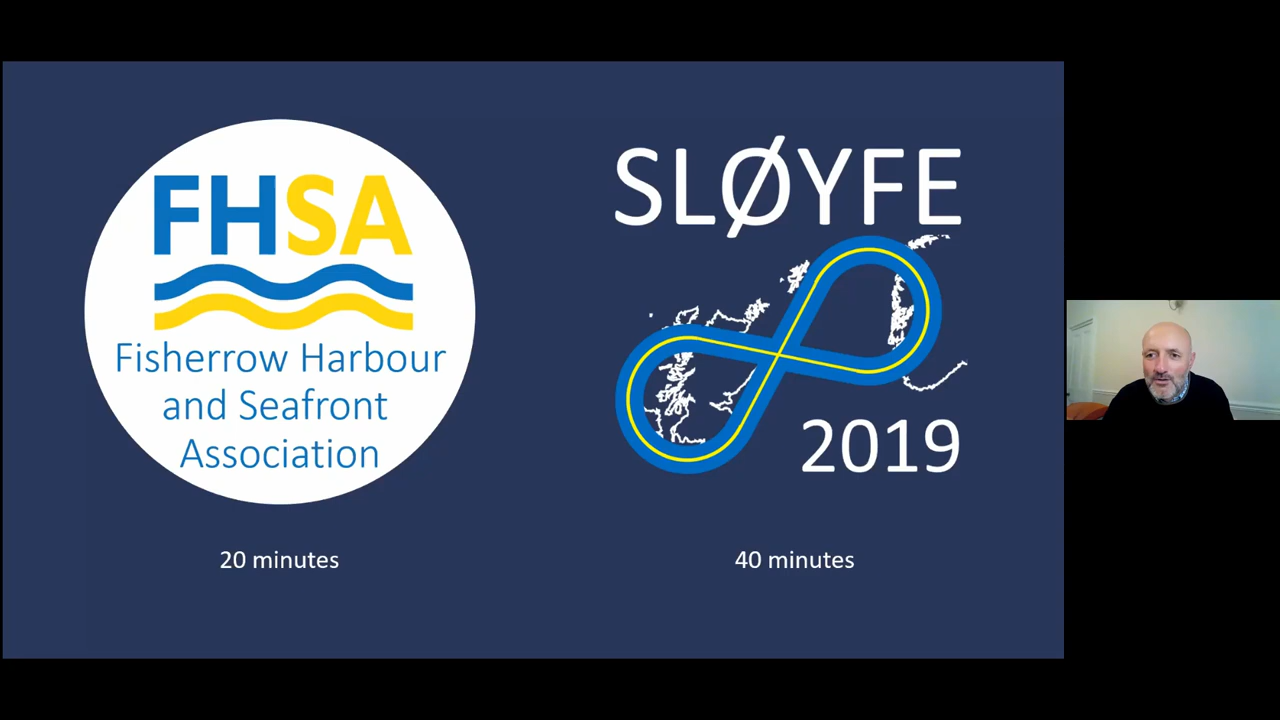 FHSA
Fisherrow Harbour
and Seafront
Association
20 minutes
SLØYFE
2019
40 minutes